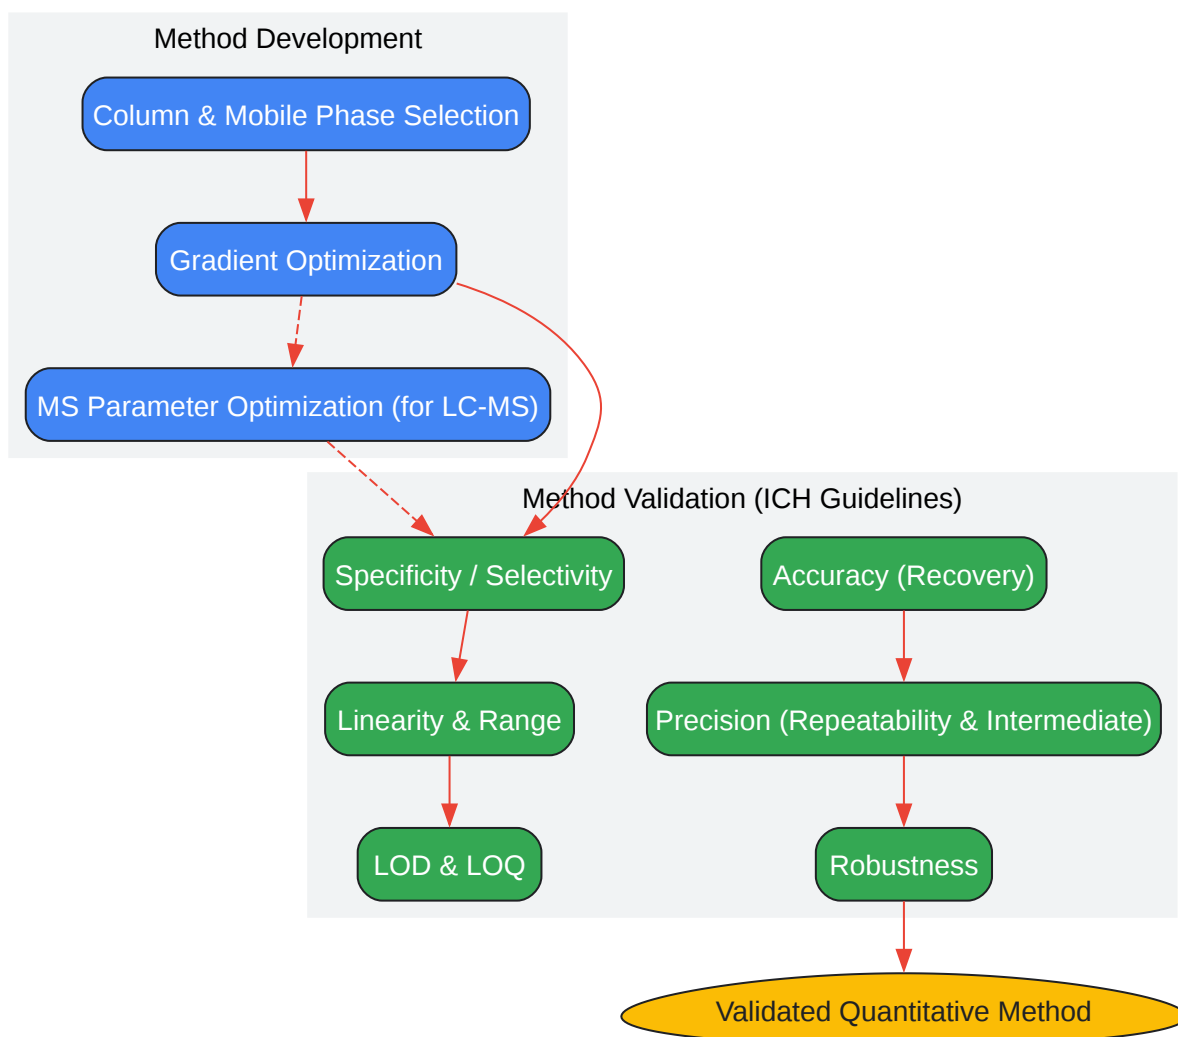 Method Development
Column & Mobile Phase Selection
Gradient Optimization
MS Parameter Optimization (for LC-MS)
Method Validation (ICH Guidelines)
Specificity / Selectivity
Accuracy (Recovery)
Linearity & Range
Precision (Repeatability & Intermediate)
LOD & LOQ
Robustness
Validated Quantitative Method